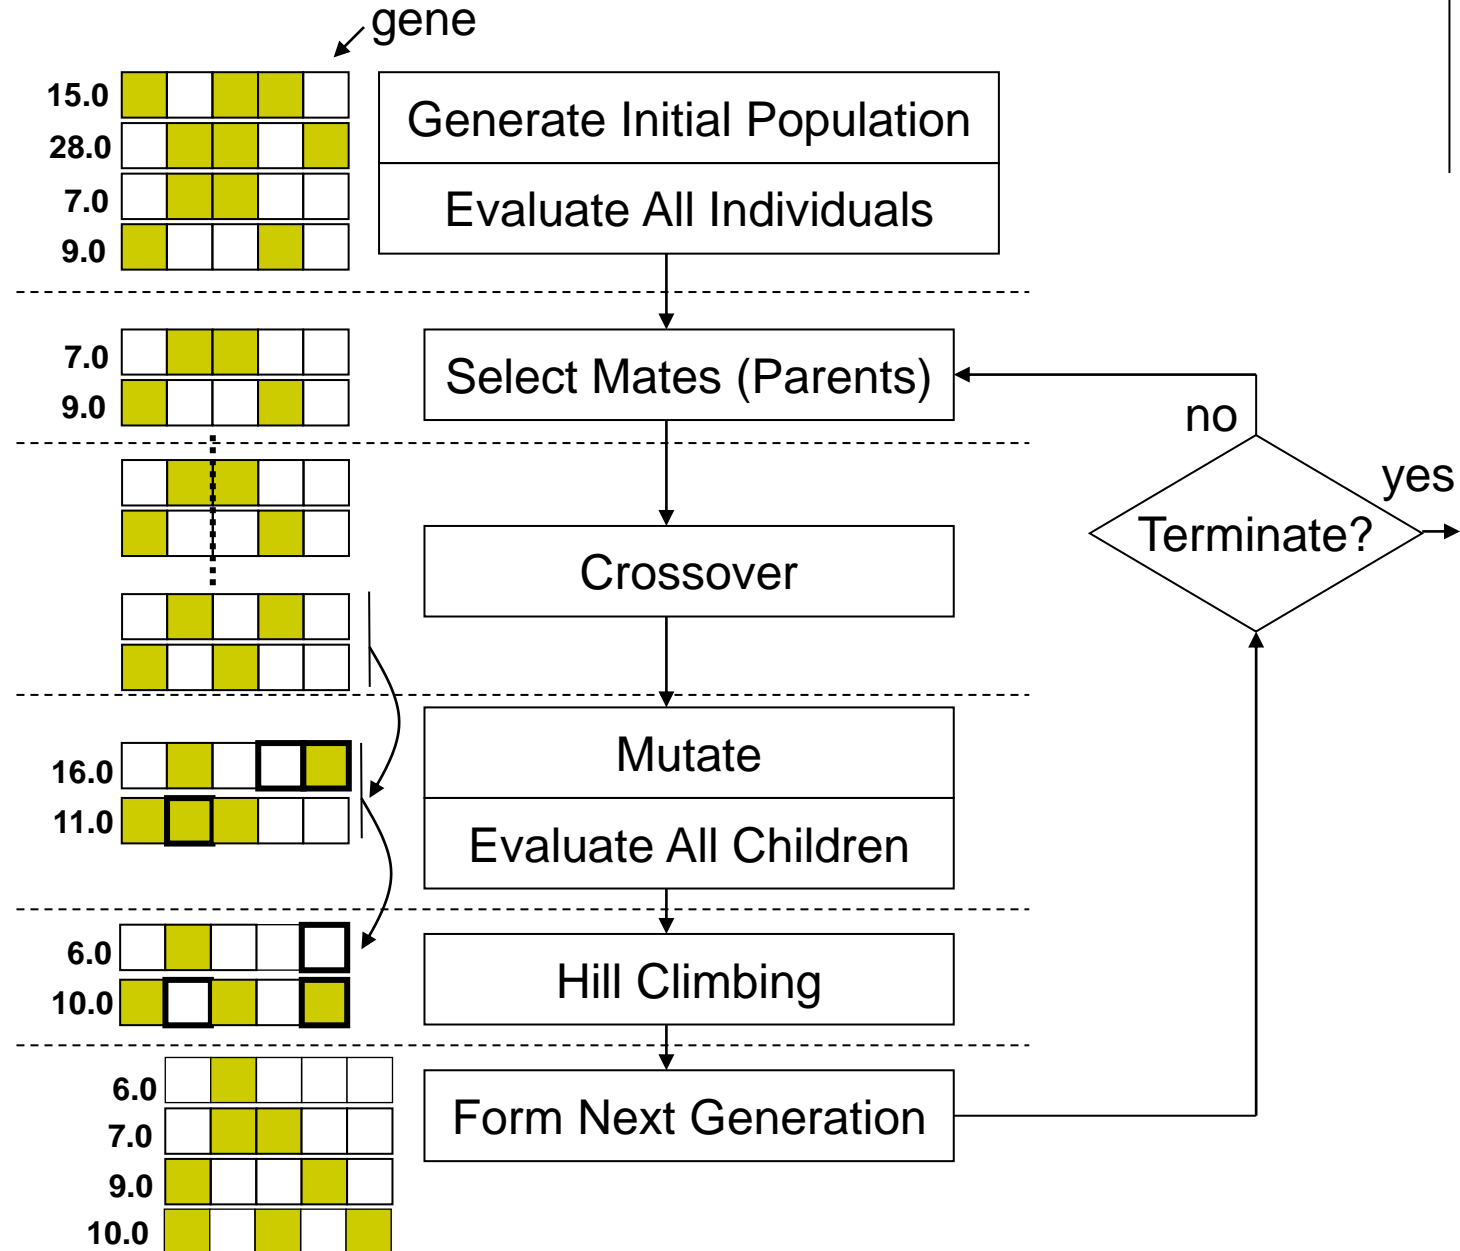 gene
15.0
28.0
7.0
9.0
Generate Initial Population
Evaluate All Individuals
7.0
9.0
Select Mates (Parents)
no
yes
Terminate?
Crossover
16.0
11.0
Mutate
Evaluate All Children
6.0
10.0
Hill Climbing
6.0
7.0
9.0
10.0
Form Next Generation